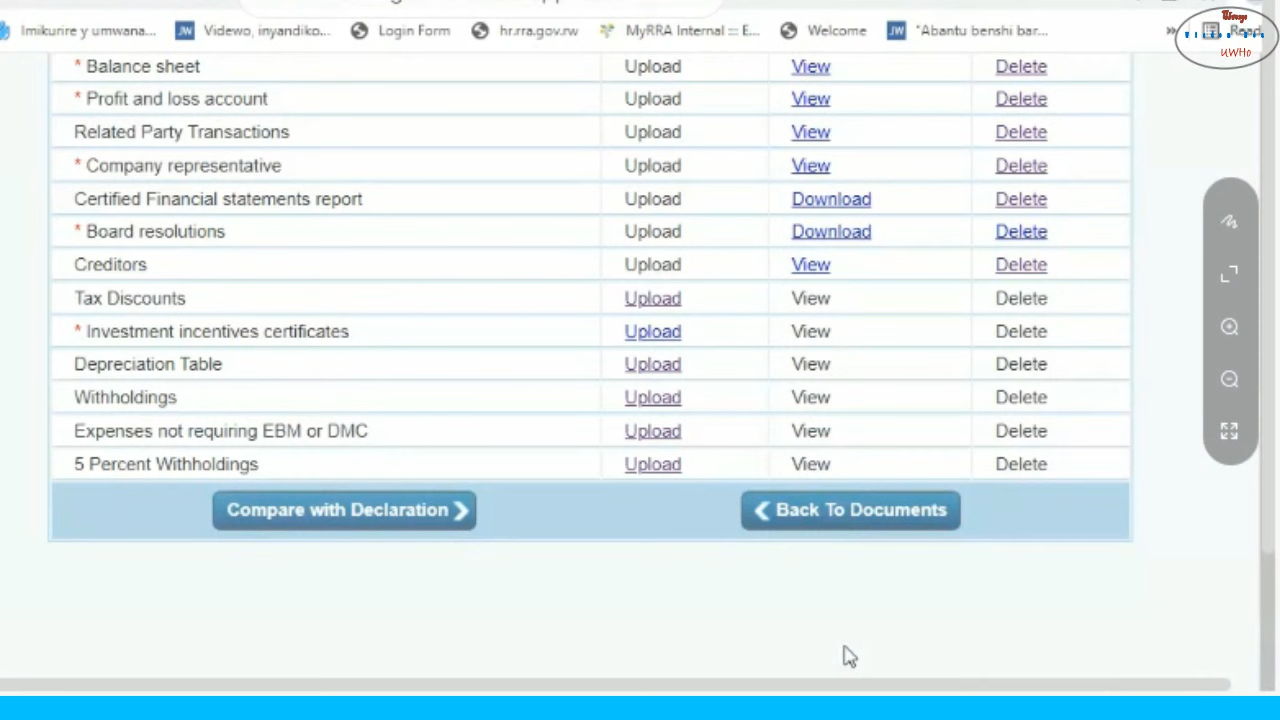 Imikurire y umwana... Videwo, inyandiko... Login Form hr.rra.gov.rw MyRRA Internal ::: E... Welcome "Abantu benshi bar... » Read
UWHo
* Balance sheet Upload View Delete
* Profit and loss account Upload View Delete
Related Party Transactions Upload View Delete
* Company representative Upload View Delete
Certified Financial statements report Upload Download Delete
* Board resolutions Upload Download Delete
Creditors Upload View Delete
Tax Discounts Upload View Delete
* Investment incentives certificates Upload View Delete
Depreciation Table Upload View Delete
Withholdings Upload View Delete
Expenses not requiring EBM or DMC Upload View Delete
5 Percent Withholdings Upload View Delete
Compare with Declaration Back To Documents